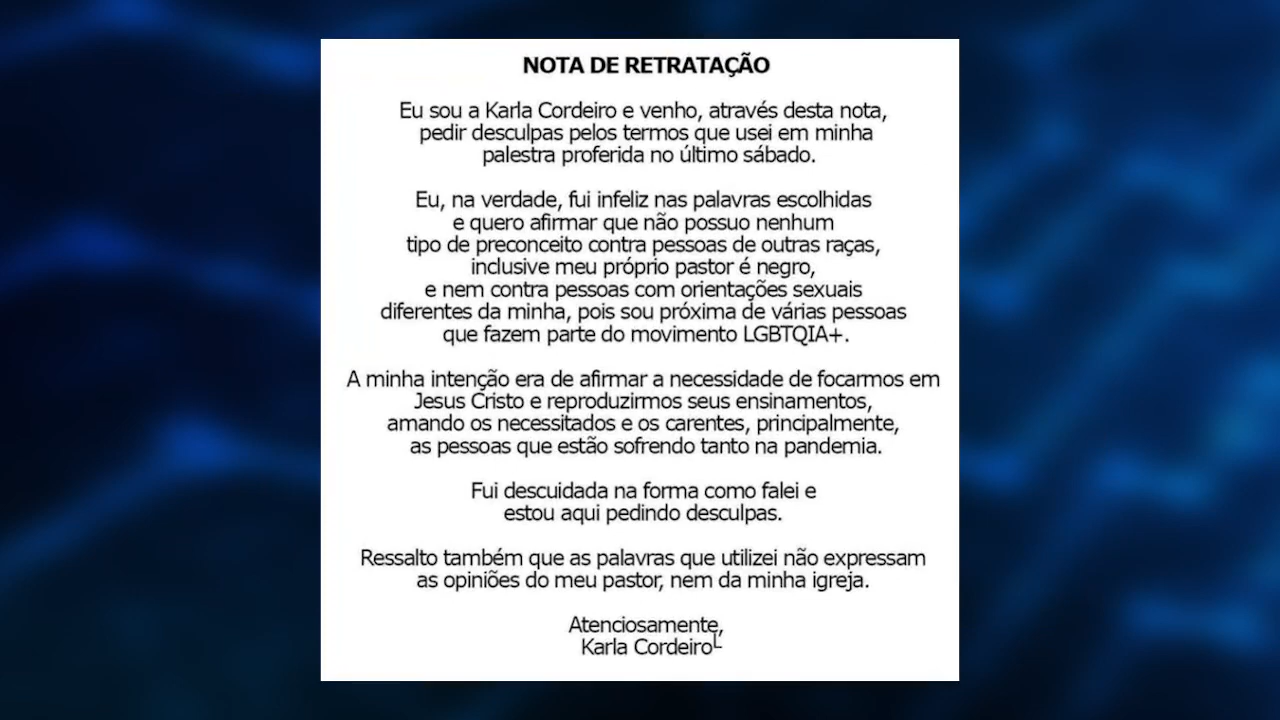 NOTA DE RETRATAÇÃO
Eu sou a Karla Cordeiro e venho, através desta nota,
pedir desculpas pelos termos que usei em minha
palestra proferida no último sábado.
Eu, na verdade, fui infeliz nas palavras escolhidas
e quero afirmar que não possuo nenhum
tipo de preconceito contra pessoas de outras raças,
inclusive meu próprio pastor é negro,
e nem contra pessoas com orientações sexuais
diferentes da minha, pois sou próxima de várias pessoas
que fazem parte do movimento LGBTQIA+.
A minha intenção era de afirmar a necessidade de focarmos em
Jesus Cristo e reproduzirmos seus ensinamentos,
amando os necessitados e os carentes, principalmente,
as pessoas que estão sofrendo tanto na pandemia.
Fui descuidada na forma como falei e
estou aqui pedindo desculpas.
Ressalto também que as palavras que utilizei não expressam
as opiniões do meu pastor, nem da minha igreja.
Atenciosamente,
Karla Cordeiro